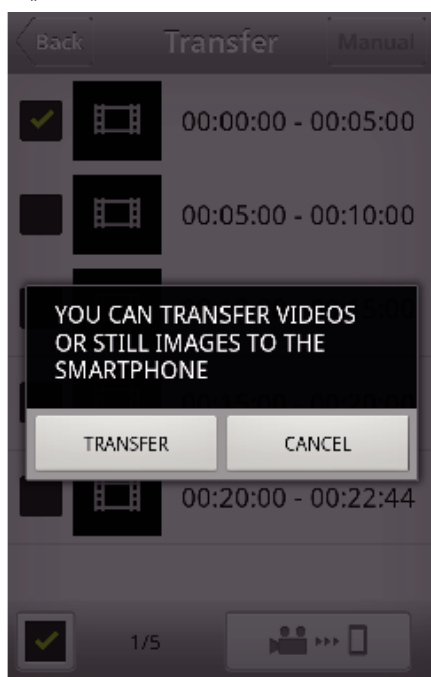 Back Transfer Manual
00:00:00 - 00:05:00
00:05:00 - 00:10:00
YOU CAN TRANSFER VIDEOS
OR STILL IMAGES TO THE
SMARTPHONE
TRANSFER CANCEL
00:20:00 - 00:22:44
1/5